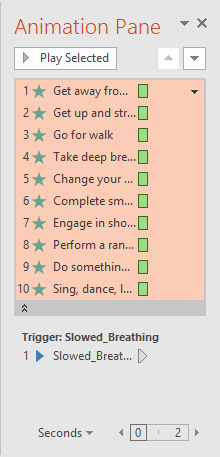 Animation Pane
Play Selected
1 Get away fro...
2 Get up and str...
3 Go for walk
4 Take deep bre...
5 Change your ...
6 Complete sm...
7 Engage in sho...
8 Perform a ran...
9 Do somethin...
10 Sing, dance, l...
Trigger: Slowed_Breathing
1 Slowed_Breat...
Seconds 0 2